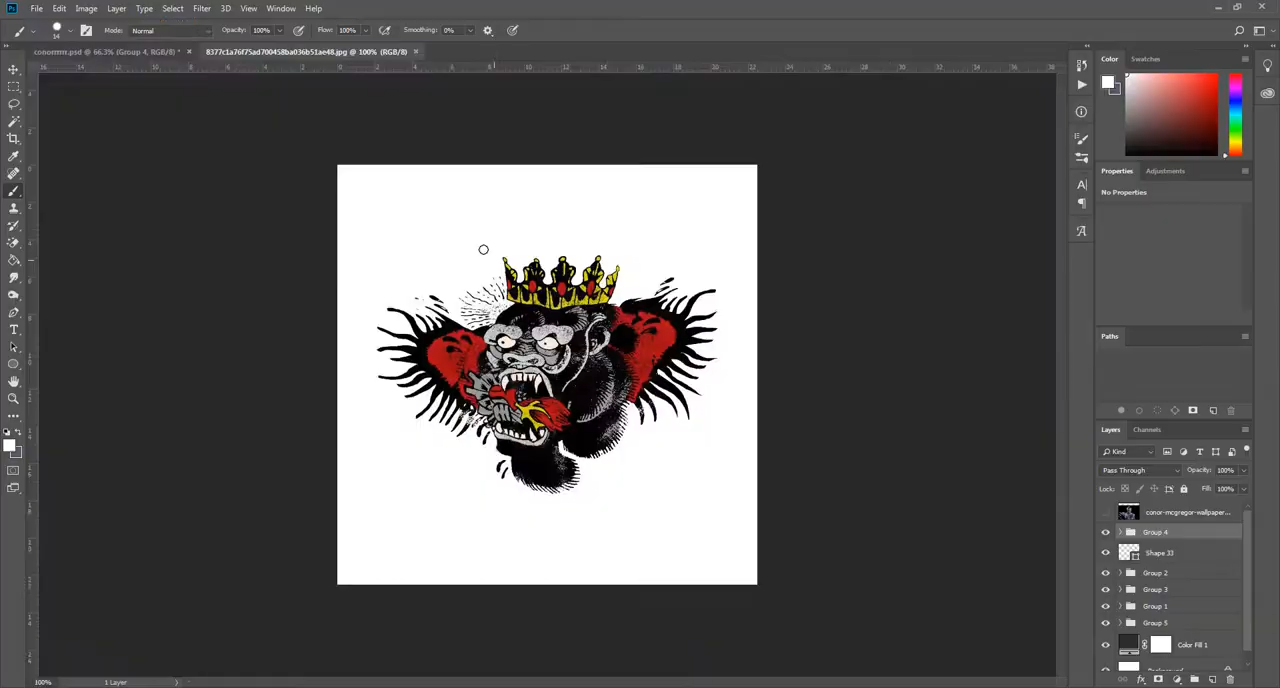 File Edit Image Layer Type Select Filter 3D View Window Help
14 Mode: Normal Opacity: 100% Flow: 100% Smoothing: 0%
@ 66.3% (Group 4, RGB/8) * × 8377c1a76f75ad700458ba036b51ae48.jpg @ 100% (RGB/8) ×
Color Swatches
Properties Adjustments
No Properties
Paths
Layers Channels
Kind
Pass Through Opacity: 100%
Lock: Fill: 100%
conor-mcgregor-wallpaper...
Group 4
Shape 33
Group 2
Group 3
Group 1
Group 5
Color Fill 1
100% 1 Layer